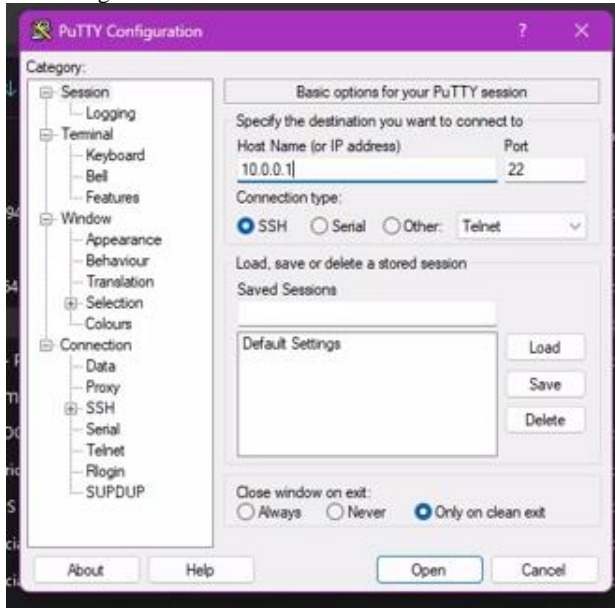 PuTTY Configuration
?
Category:
Session
Logging
Terminal
Keyboard
Bell
Features
Window
Appearance
Behaviour
Translation
Selection
Colours
Connection
Data
Proxy
SSH
Serial
Telnet
Rlogin
SUPDUP
Basic options for your PuTTY session
Specify the destination you want to connect to
Host Name (or IP address) Port
10.0.0.1 22
Connection type:
SSH Serial Other: Telnet
Load, save or delete a stored session
Saved Sessions
Default Settings
Load
Save
Delete
Close window on exit:
Always Never Only on clean exit
About Help Open Cancel